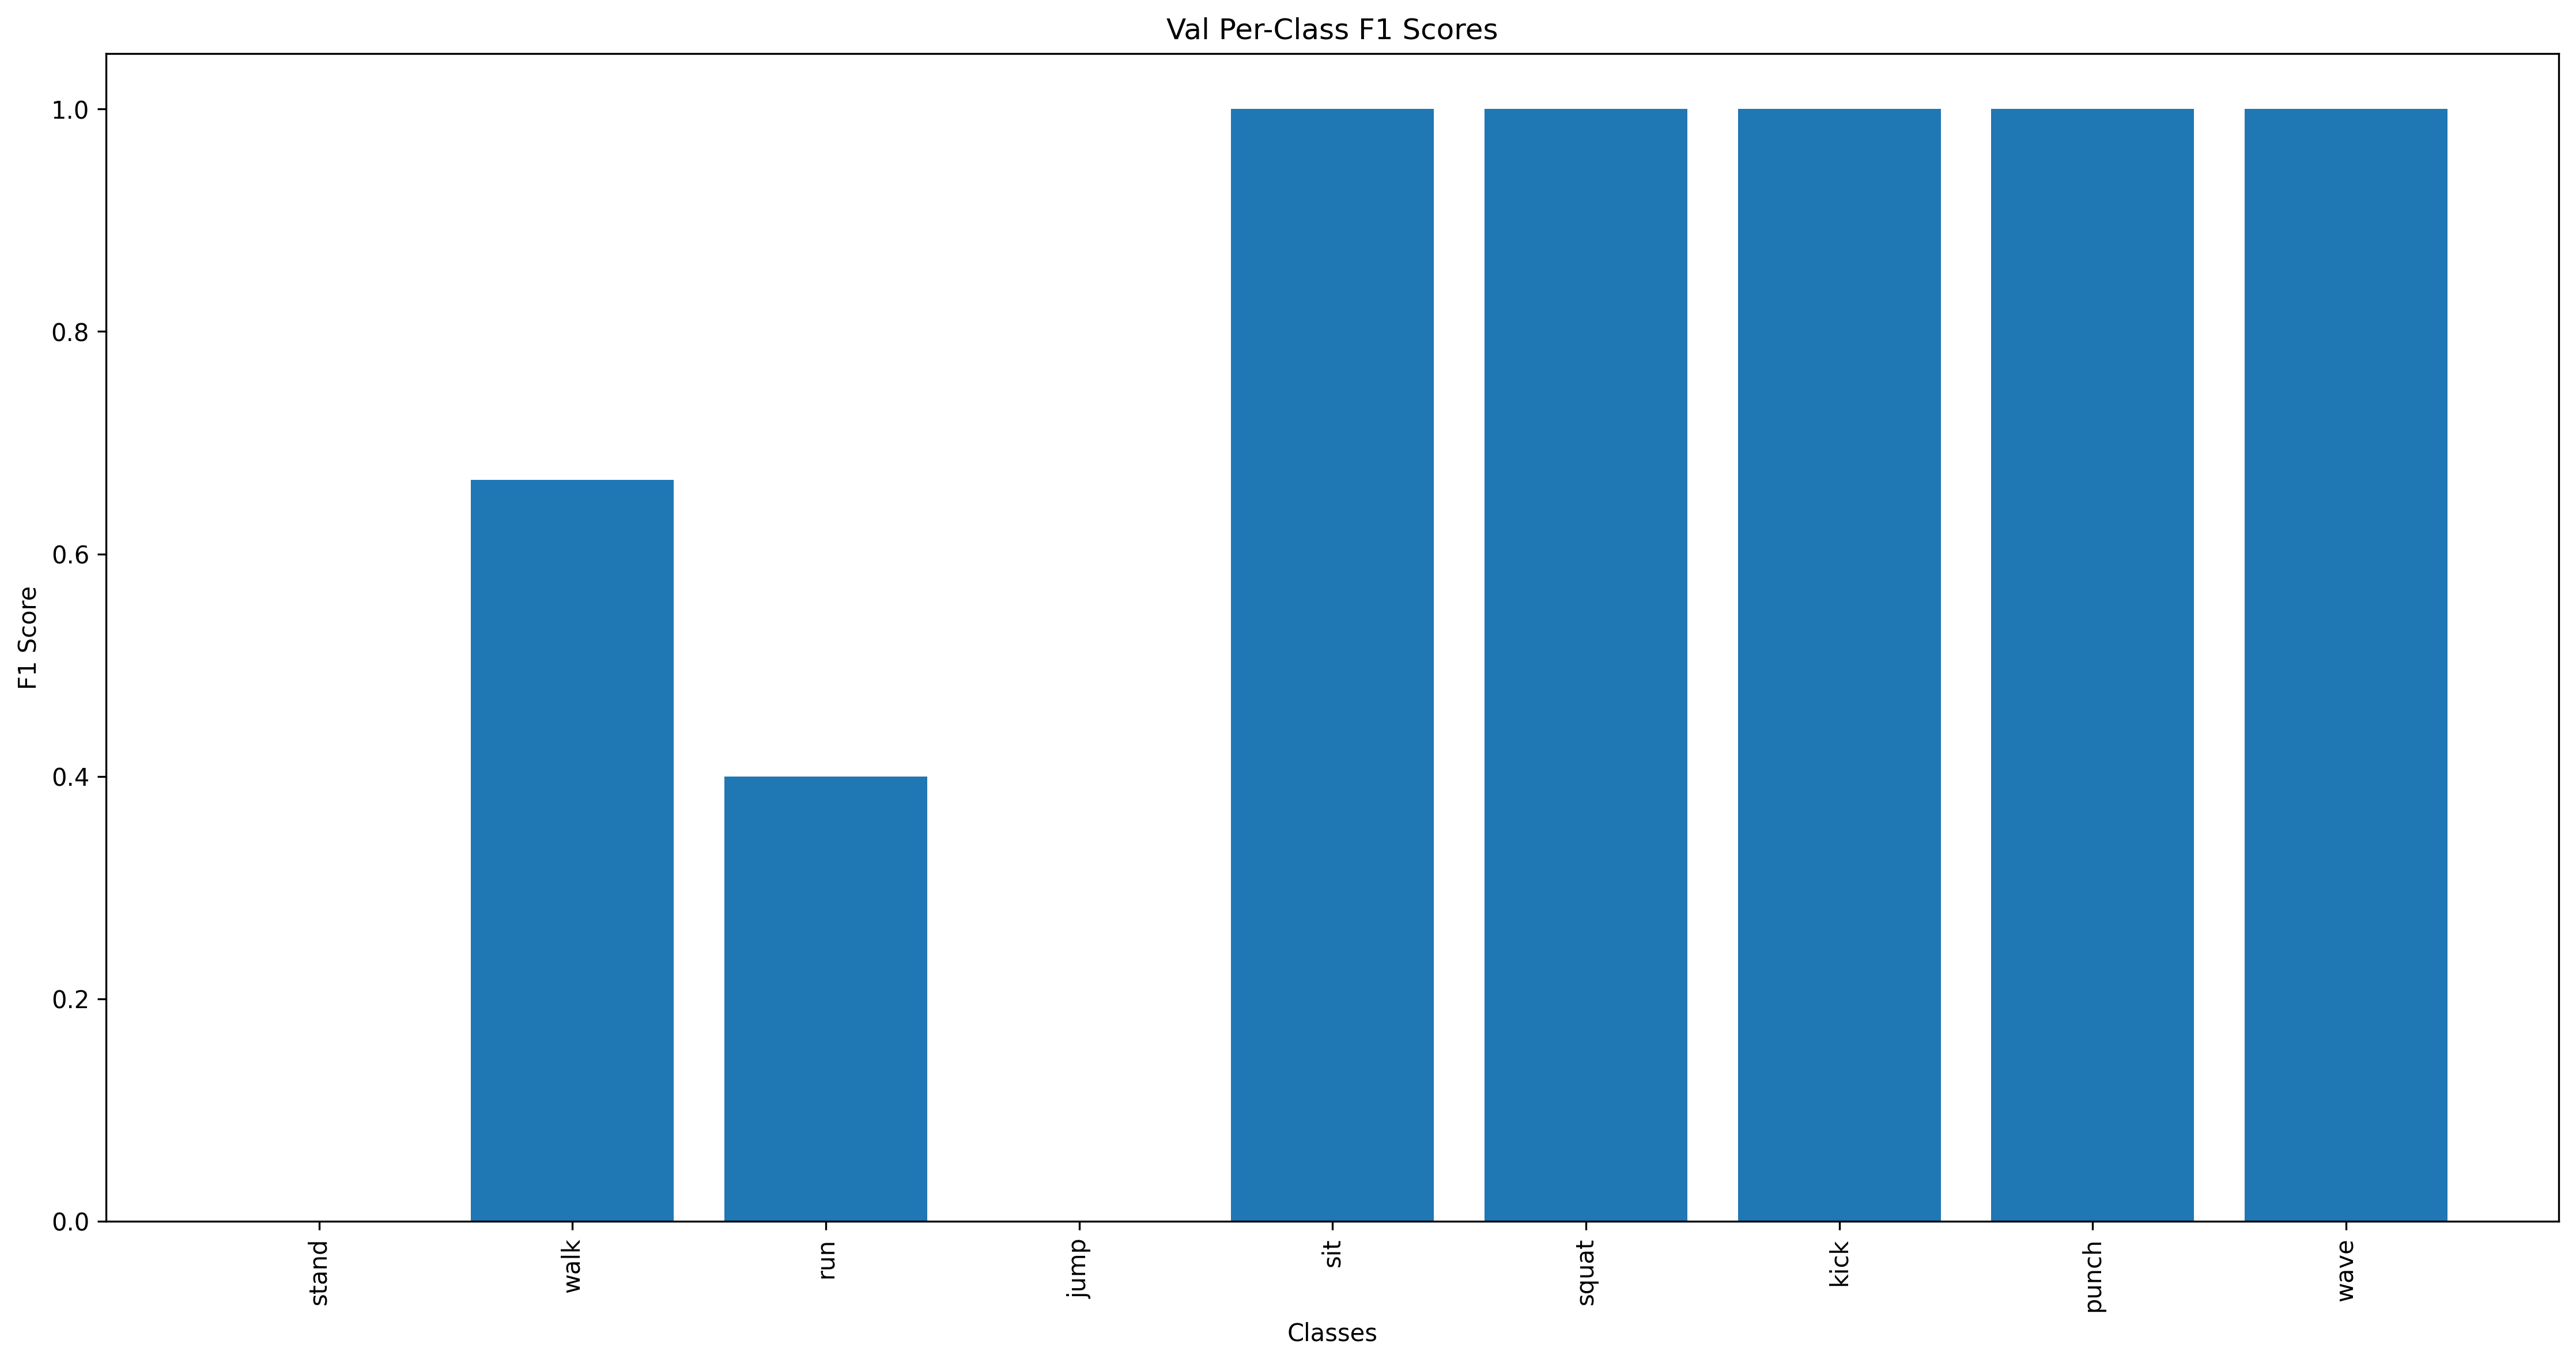 Val Per-Class F1 Scores
F1 Score
1.0
0.8
0.6
0.4
0.2
0.0
stand
walk
run
jump
sit
squat
kick
punch
wave
Classes